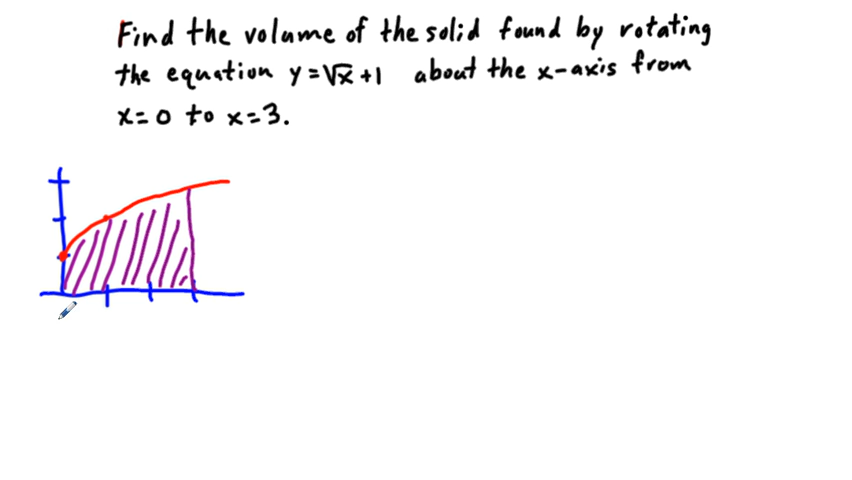 Find the volume of the solid found by rotating
the equation y = √x + 1 about the x-axis from
x = 0 to x = 3.